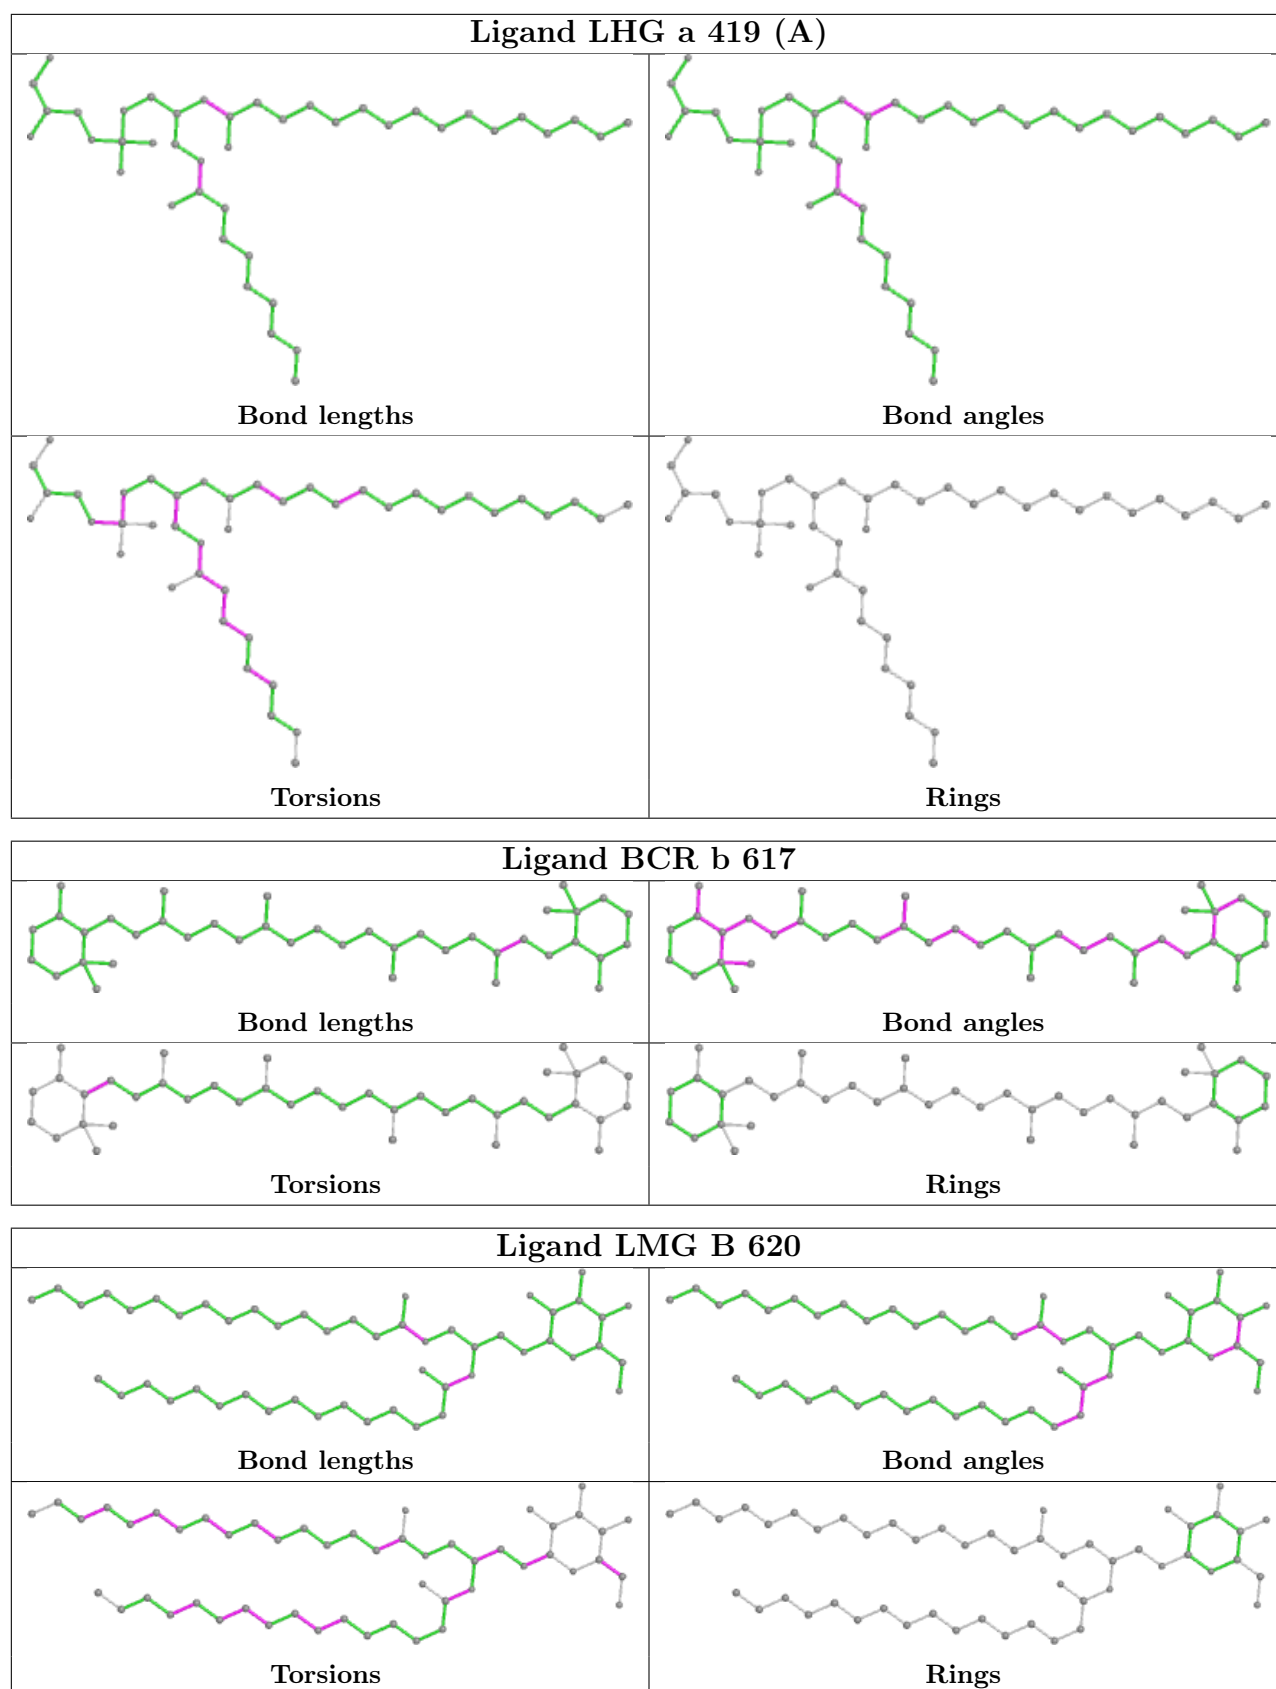 Ligand LHG a 419 (A)
Bond lengths
Bond angles
Torsions
Rings
Ligand BCR b 617
Bond lengths
Bond angles
Torsions
Rings
Ligand LMG B 620
Bond lengths
Bond angles
Torsions
Rings